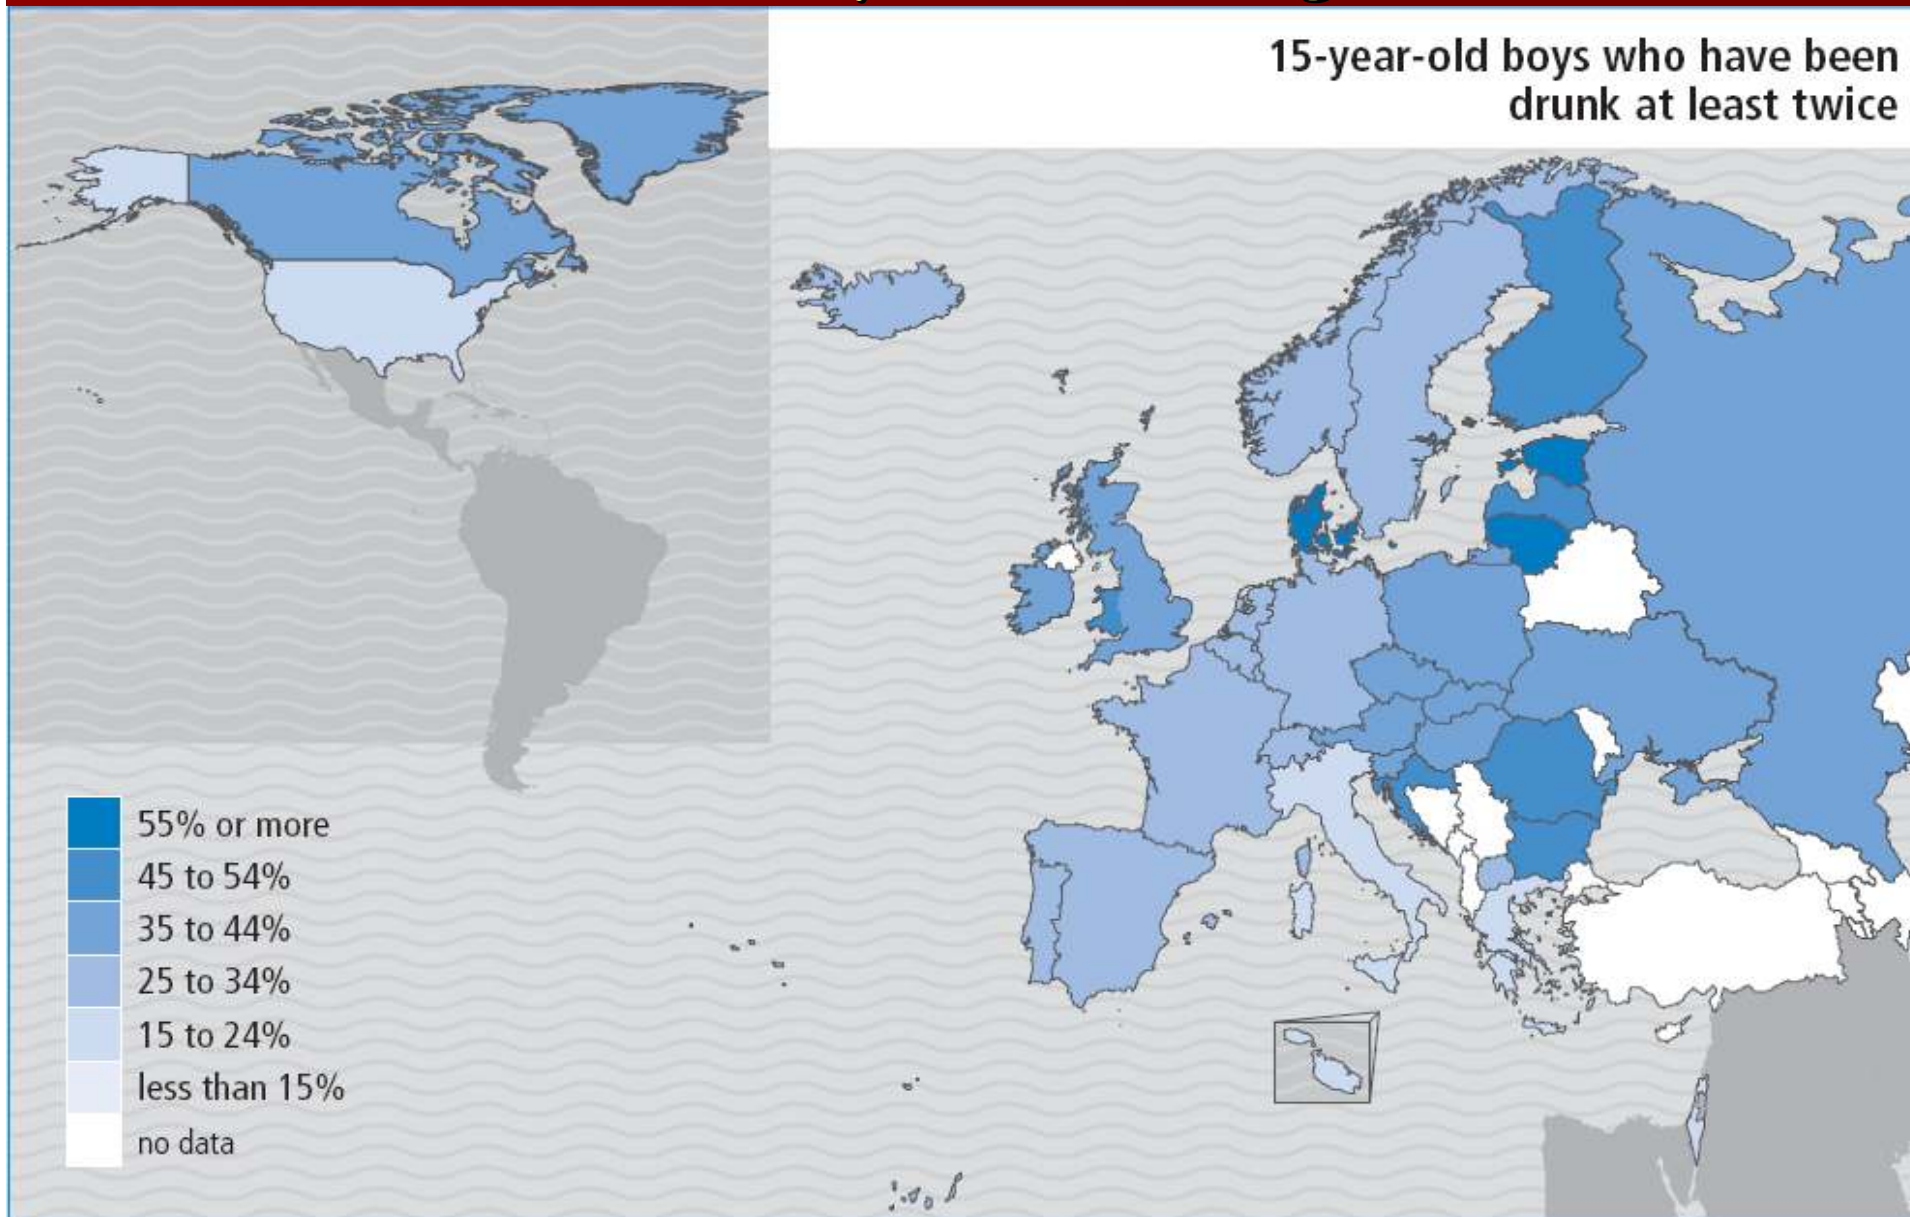 15-year-old boys who have been
drunk at least twice
55% or more
45 to 54%
35 to 44%
25 to 34%
15 to 24%
less than 15%
no data